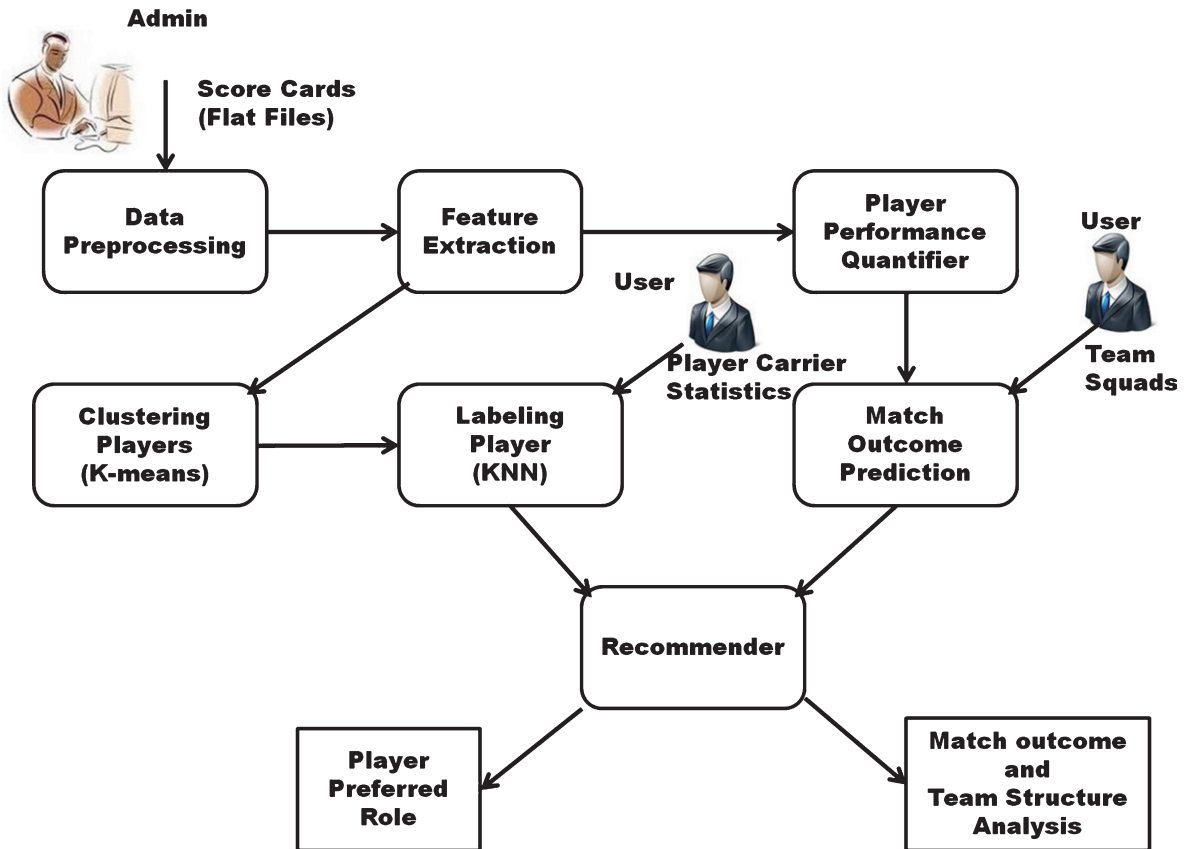 Admin
Score Cards
(Flat Files)
Data
Preprocessing
Feature
Extraction
Player
Performance
Quantifier
User
User
Player Carrier
Statistics
Team
Squads
Clustering
Players
(K-means)
Labeling
Player
(KNN)
Match
Outcome
Prediction
Recommender
Player
Preferred
Role
Match outcome
and
Team Structure
Analysis